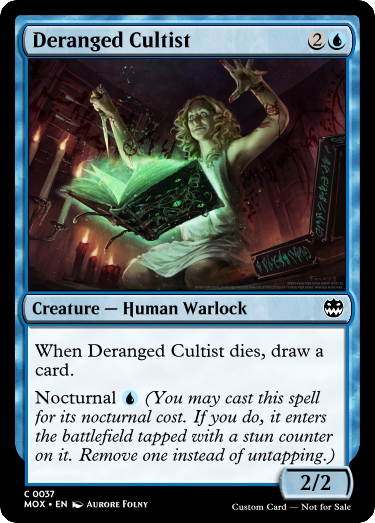 Deranged Cultist 2
Creature — Human Warlock
When Deranged Cultist dies, draw a
card.
Nocturnal (You may cast this spell
for its nocturnal cost. If you do, it enters
the battlefield tapped with a stun counter
on it. Remove one instead of untapping.)
2/2
C 0037
MOX • EN Aurore Folny
Custom Card — Not for Sale